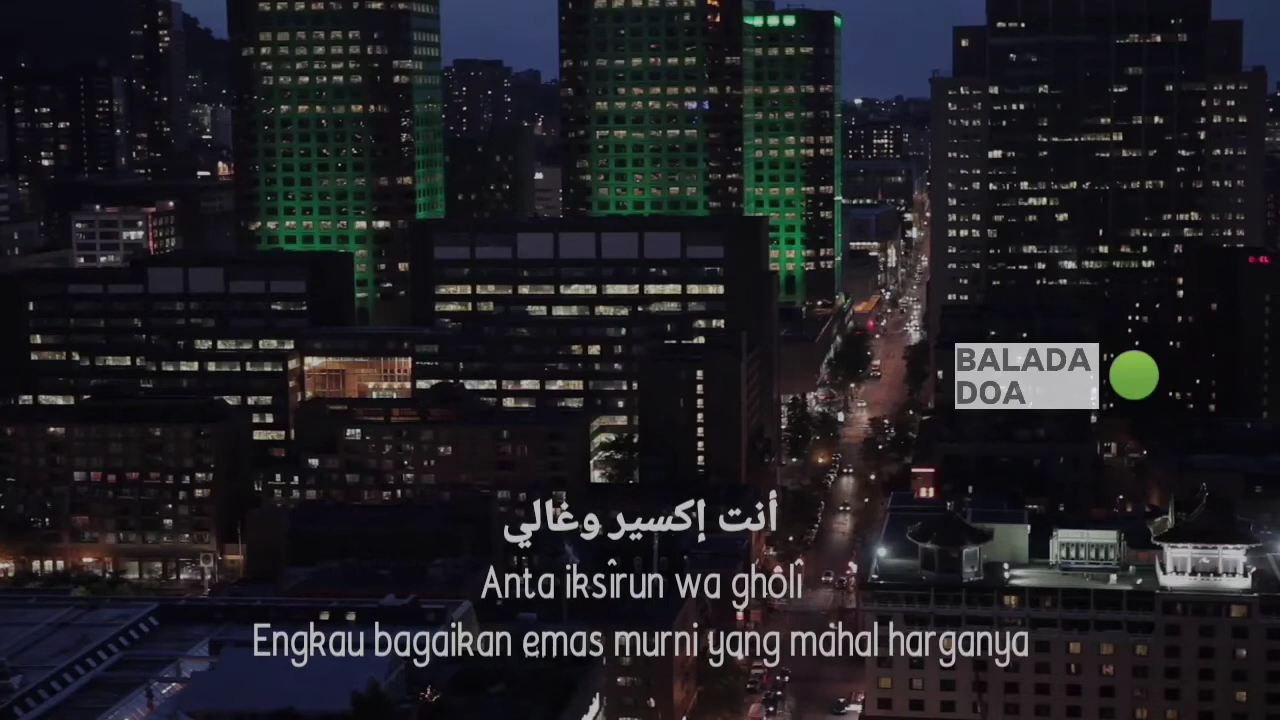 BALADA
DOA
أنت إكسير وغالي
Anta iksîrun wa ghôlî
Engkau bagaikan emas murni yang mahal harganya